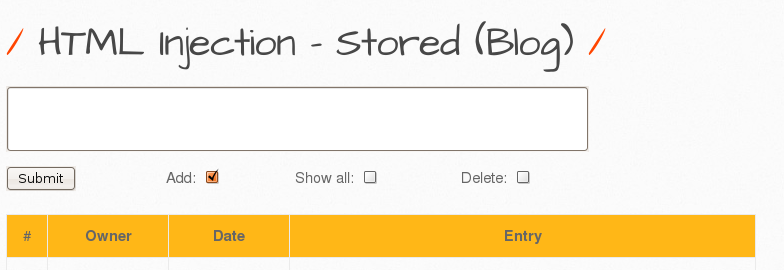 / HTML Injection - Stored (Blog) /
Submit Add: Show all: Delete:
# Owner Date Entry